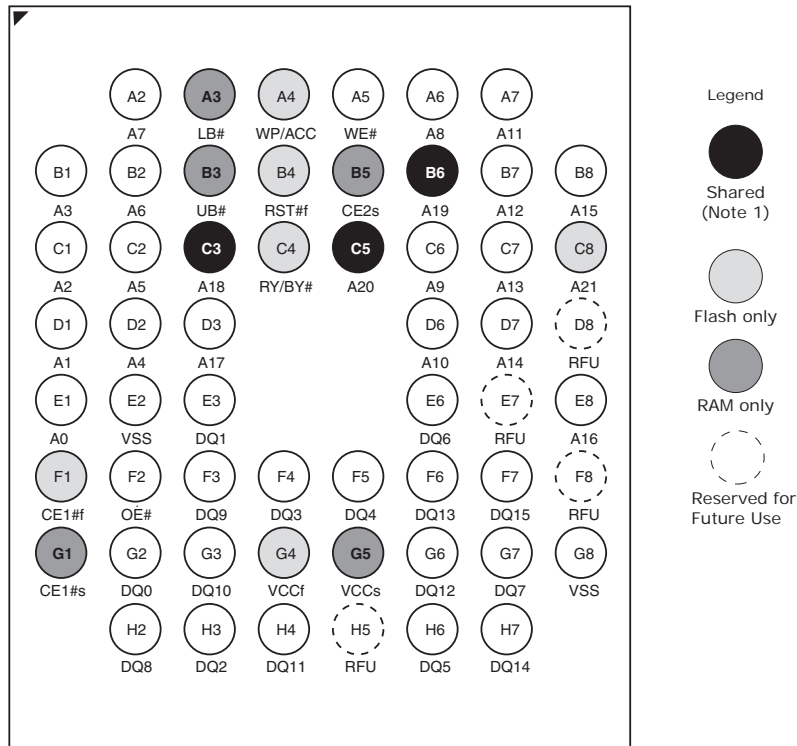 A2 A3 A4 A5 A6 A7
A7 LB# WP/ACC WE# A8 A11
B1 B2 B3 B4 B5 B6 B7 B8
A3 A6 UB# RST#f CE2s A19 A12 A15
C1 C2 C3 C4 C5 C6 C7 C8
A2 A5 A18 RY/BY# A20 A9 A13 A21
D1 D2 D3 D6 D7 D8
A1 A4 A17 A10 A14 RFU
E1 E2 E3 E6 E7 E8
A0 VSS DQ1 DQ6 RFU A16
F1 F2 F3 F4 F5 F6 F7 F8
CE1#f OE# DQ9 DQ3 DQ4 DQ13 DQ15 RFU
G1 G2 G3 G4 G5 G6 G7 G8
CE1#s DQ0 DQ10 VCCf VCCs DQ12 DQ7 VSS
H2 H3 H4 H5 H6 H7
DQ8 DQ2 DQ11 RFU DQ5 DQ14
Legend
Shared
(Note 1)
Flash only
RAM only
Reserved for
Future Use